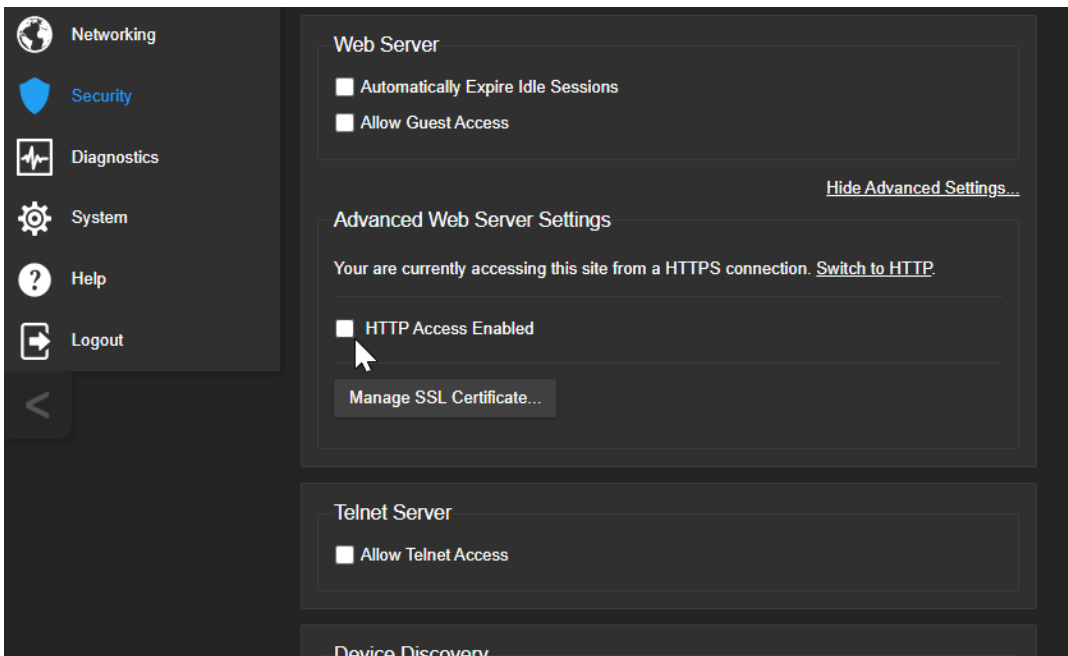 Networking
Security
Diagnostics
System
Help
Logout
Web Server
Automatically Expire Idle Sessions
Allow Guest Access
Hide Advanced Settings...
Advanced Web Server Settings
Your are currently accessing this site from a HTTPS connection. Switch to HTTP.
HTTP Access Enabled
Manage SSL Certificate...
Telnet Server
Allow Telnet Access
Device Discovery